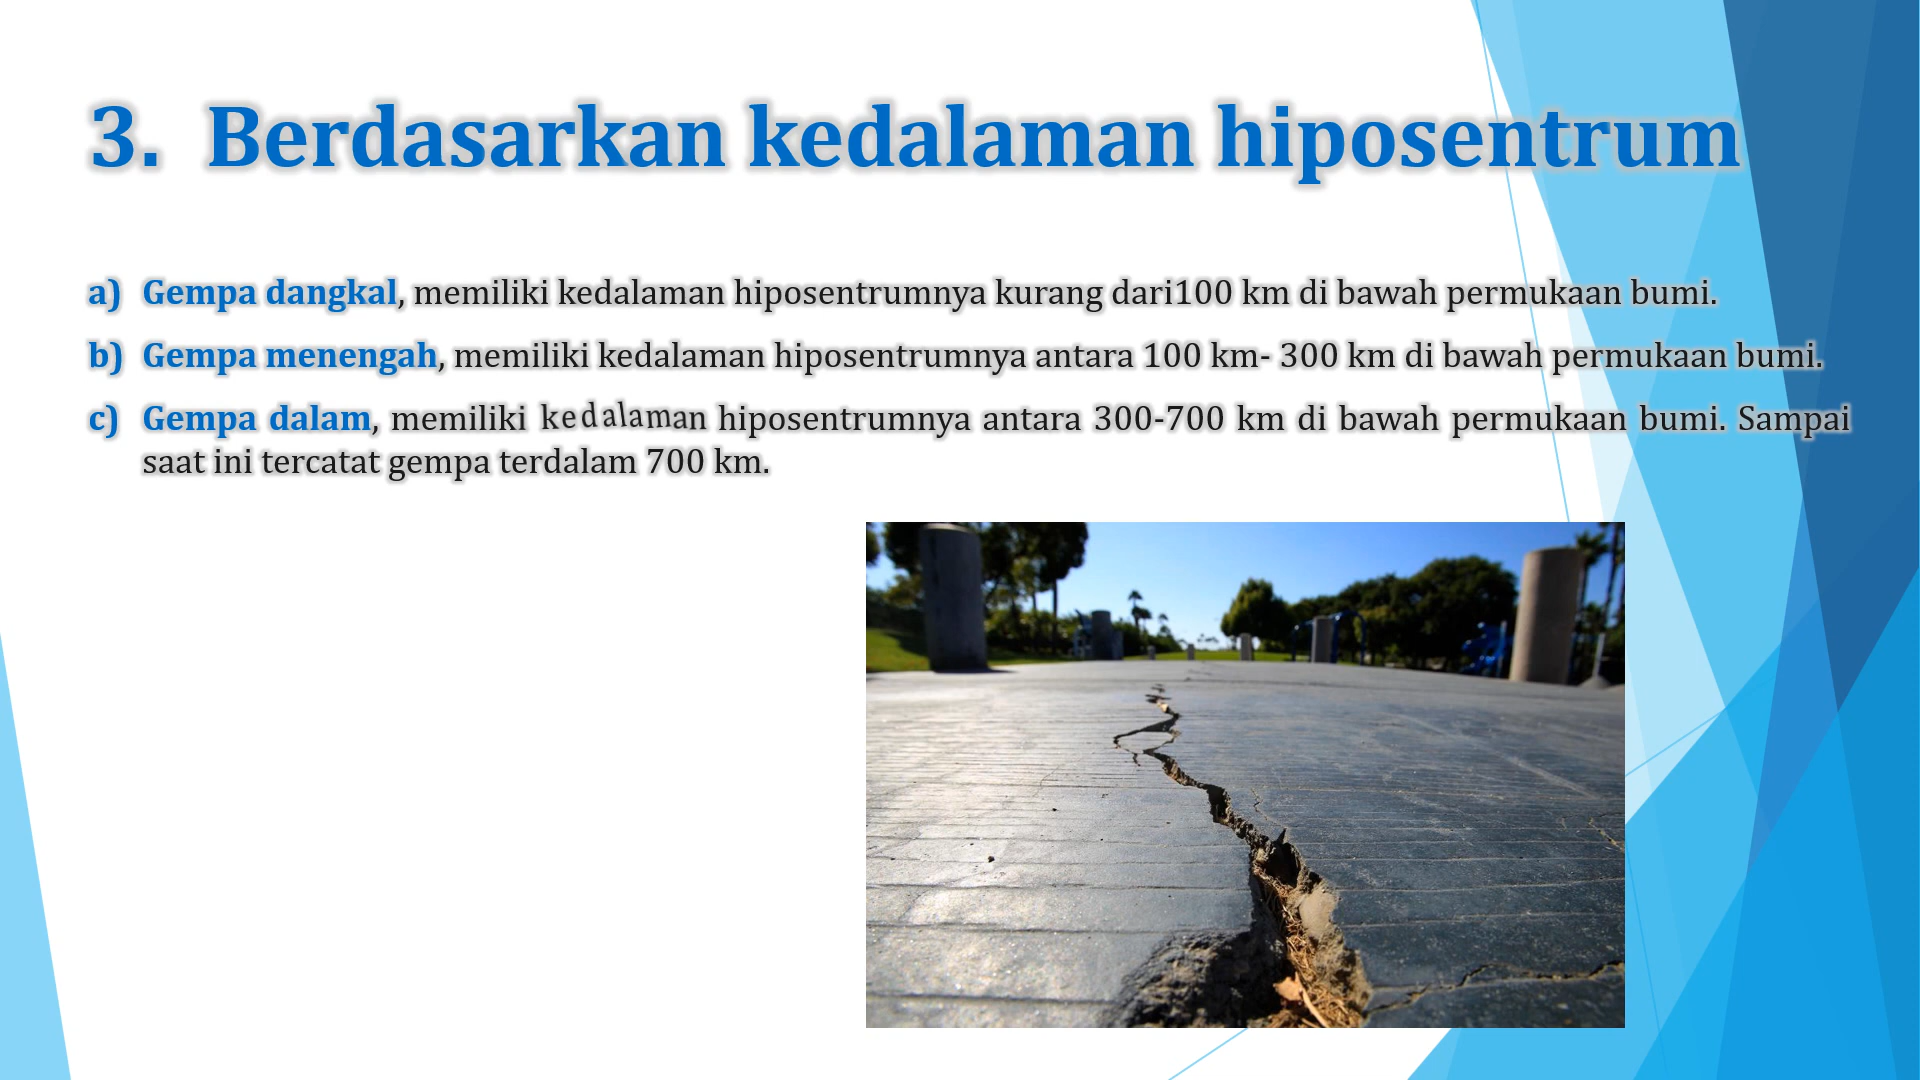 3. Berdasarkan kedalaman hiposentrum
a) Gempa dangkal, memiliki kedalaman hiposentrumnya kurang dari100 km di bawah permukaan bumi.
b) Gempa menengah, memiliki kedalaman hiposentrumnya antara 100 km- 300 km di bawah permukaan bumi.
c) Gempa dalam, memiliki kedalaman hiposentrumnya antara 300-700 km di bawah permukaan bumi. Sampai
saat ini tercatat gempa terdalam 700 km.